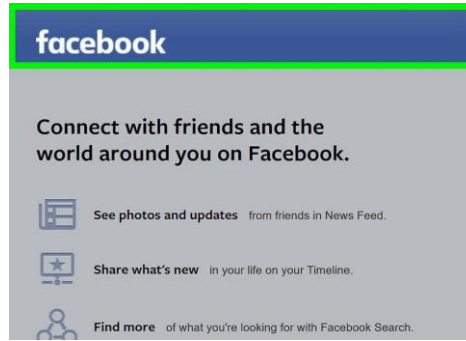 facebook
Connect with friends and the
world around you on Facebook.
See photos and updates from friends in News Feed.
Share what's new in your life on your Timeline.
Find more of what you're looking for with Facebook Search.